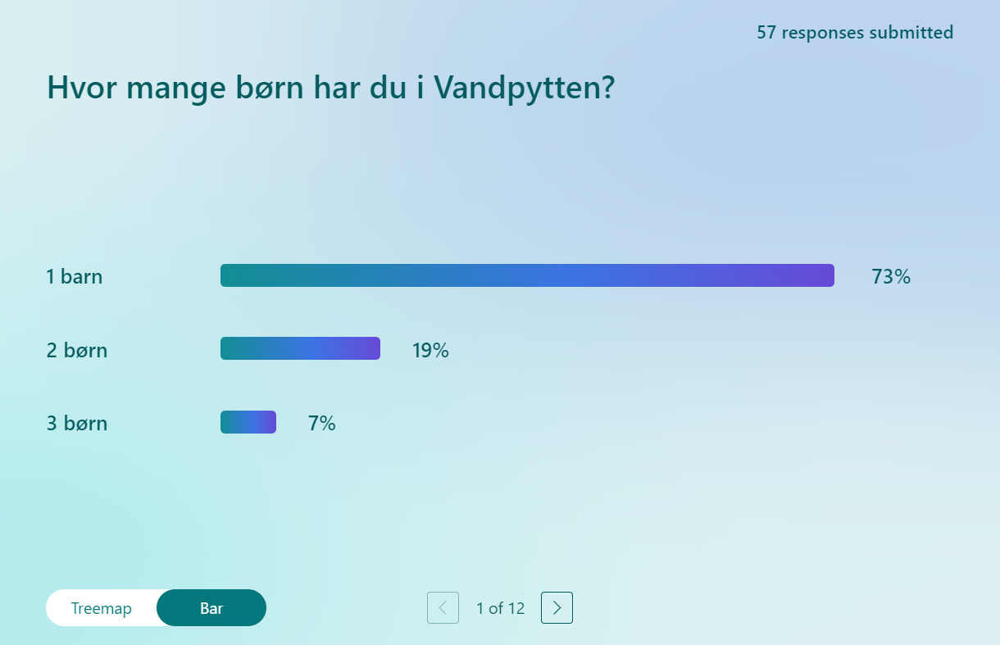 57 responses submitted
Hvor mange børn har du i Vandpytten?
1 barn 73%
2 børn 19%
3 børn 7%
Treemap Bar 1 of 12